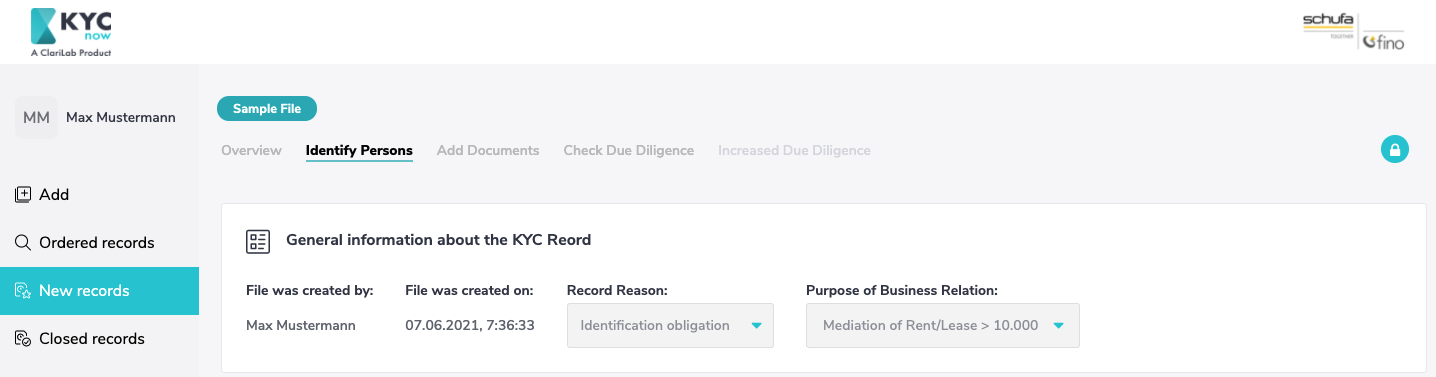 KYC
now
A ClariLab Product
schufa
TOGETHER
fino
MM
Max Mustermann
Add
Ordered records
New records
Closed records
Sample File
Overview
Identify Persons
Add Documents
Check Due Diligence
Increased Due Diligence
General information about the KYC Reord
File was created by:
File was created on:
Record Reason:
Purpose of Business Relation:
Max Mustermann
07.06.2021, 7:36:33
Identification obligation
Mediation of Rent/Lease > 10.000